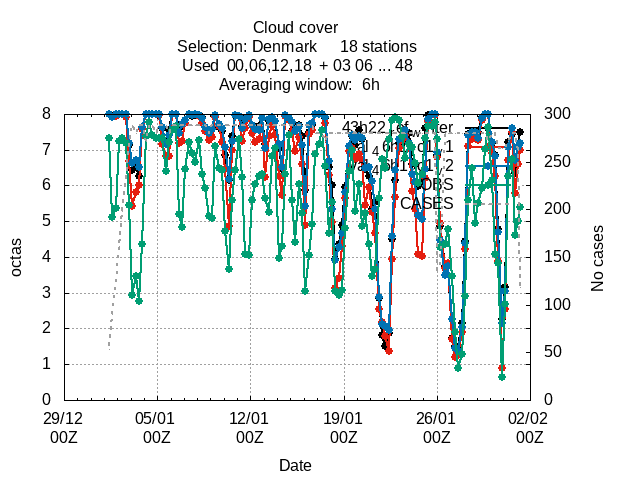 Cloud cover
Selection: Denmark 18 stations
Used 00,06,12,18 + 03 06 ... 48
Averaging window: 6h
8 300
7 250
6
5 200
4 150
3 100
2
1 50
0 0
octas
No cases
OBS
CASES
29/12 05/01 12/01 19/01 26/01 02/02
00Z 00Z 00Z 00Z 00Z 00Z
Date